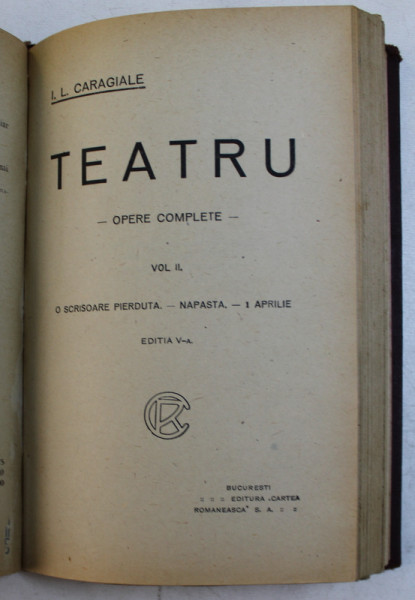 I. L. CARAGIALE
TEATRU
— OPERE COMPLETE —
VOL II.
O SCRISOARE PIERDUTA. — NAPASTA, — 1 APRILIE
EDITIA V-A.
BUCURESTI
EDITURA „CARTEA
ROMANEASCA" S. A.